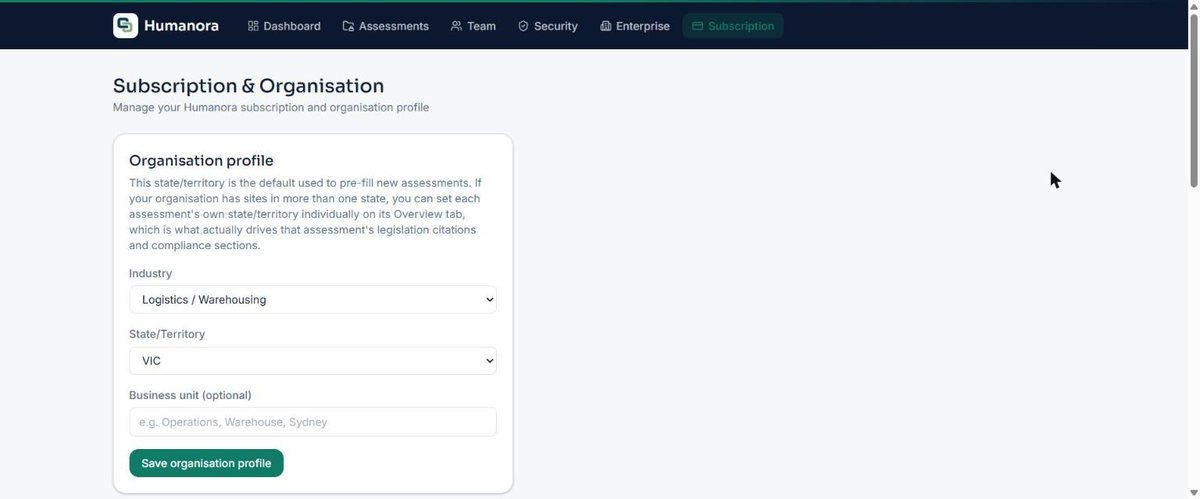 Humanora Dashboard Assessments Team Security Enterprise Subscription
Subscription & Organisation
Manage your Humanora subscription and organisation profile
Organisation profile
This state/territory is the default used to pre-fill new assessments. If
your organisation has sites in more than one state, you can set each
assessment's own state/territory individually on its Overview tab,
which is what actually drives that assessment's legislation citations
and compliance sections.
Industry
Logistics / Warehousing
State/Territory
VIC
Business unit (optional)
e.g. Operations, Warehouse, Sydney
Save organisation profile